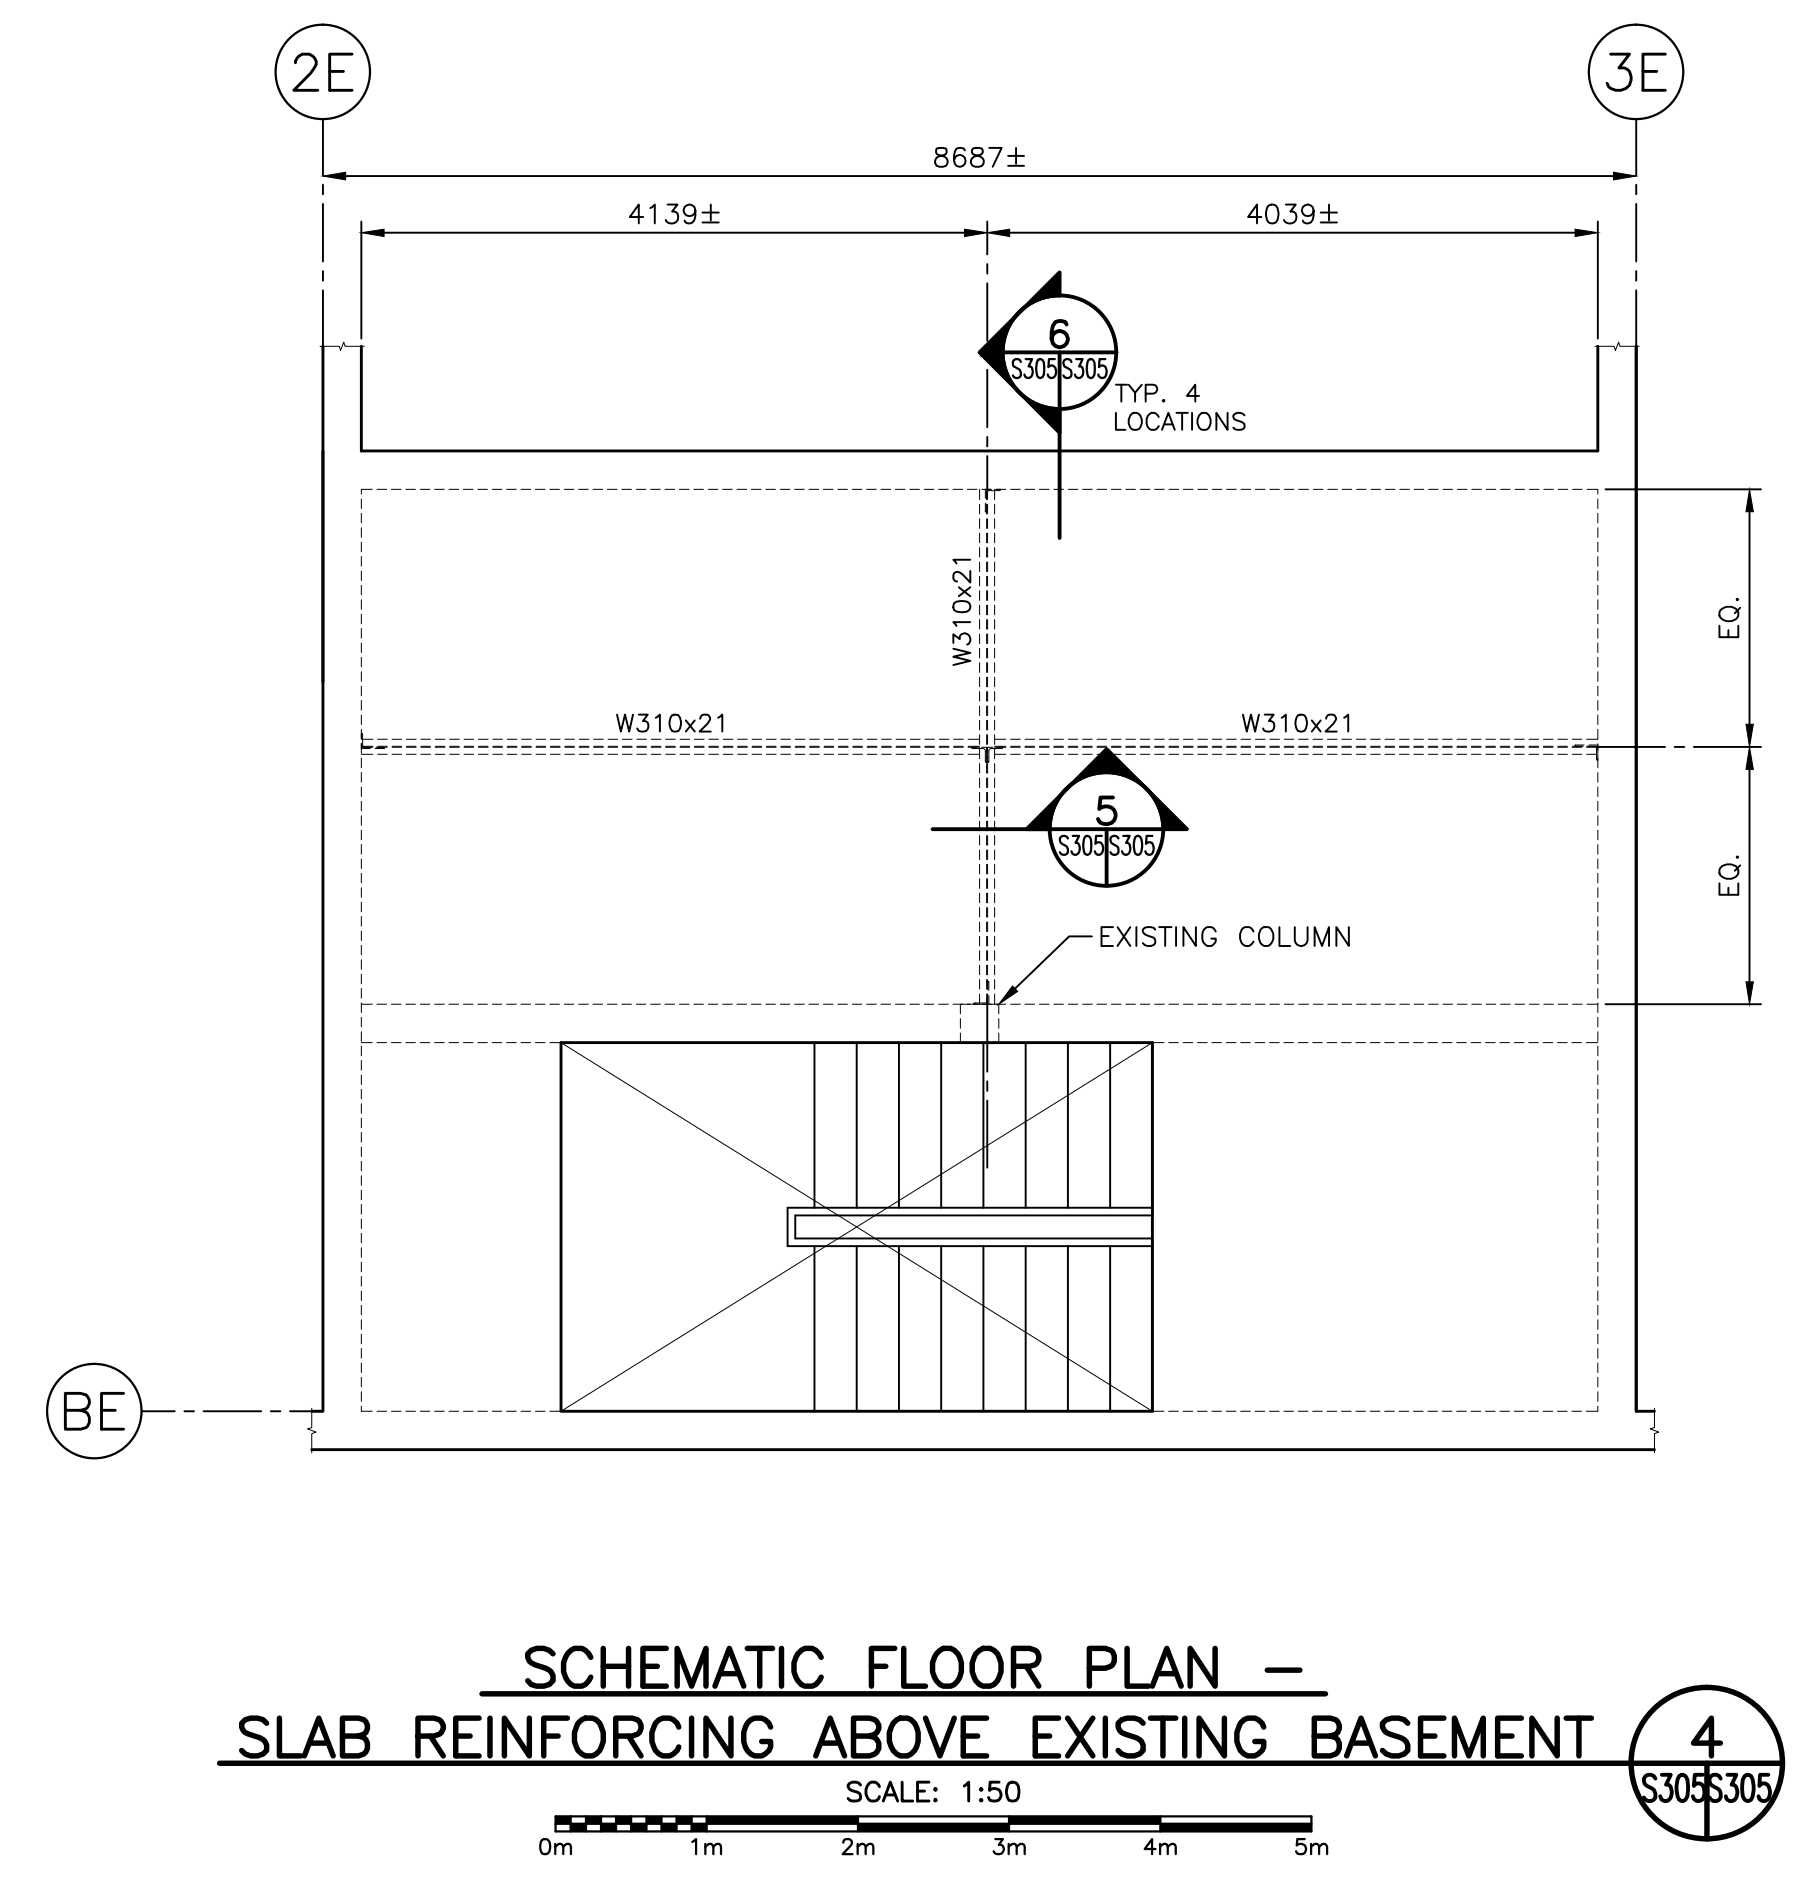 2E
3E
8687±
4139±
4039±
6
S305 S305
TYP. 4
LOCATIONS
W310x21
EQ.
W310x21
W310x21
5
S305 S305
EQ.
EXISTING COLUMN
BE
SCHEMATIC FLOOR PLAN –
SLAB REINFORCING ABOVE EXISTING BASEMENT
4
S305 S305
SCALE: 1:50
0m 1m 2m 3m 4m 5m